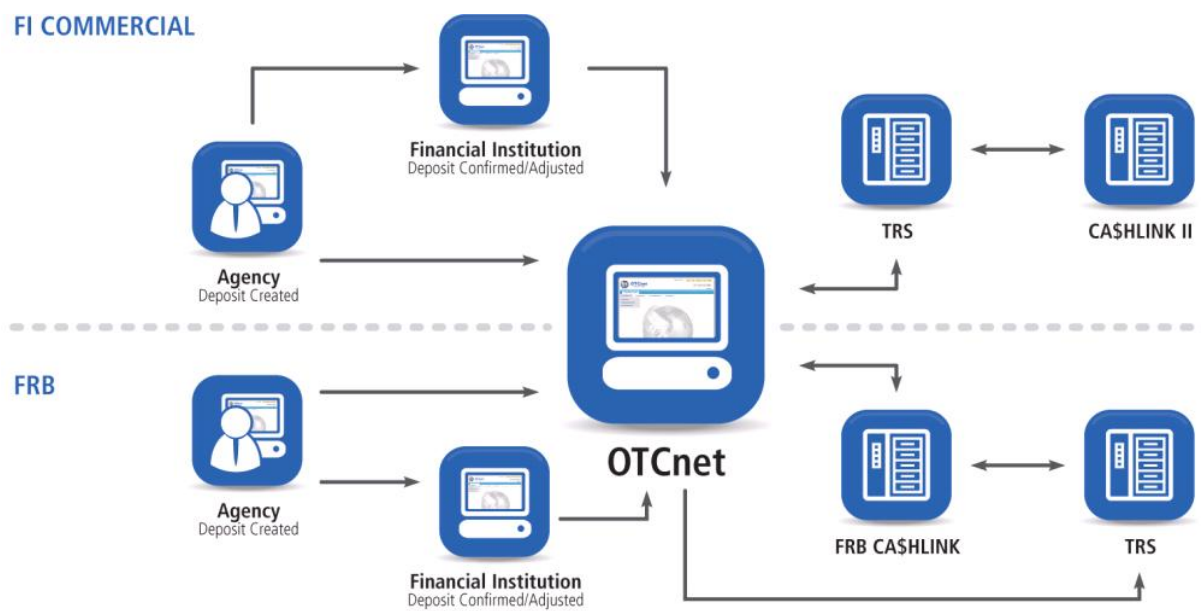 FI COMMERCIAL
Financial Institution
Deposit Confirmed/Adjusted
Agency
Deposit Created
TRS
CA$HLINK II
FRB
OTCnet
Agency
Deposit Created
Financial Institution
Deposit Confirmed/Adjusted
FRB CA$HLINK
TRS